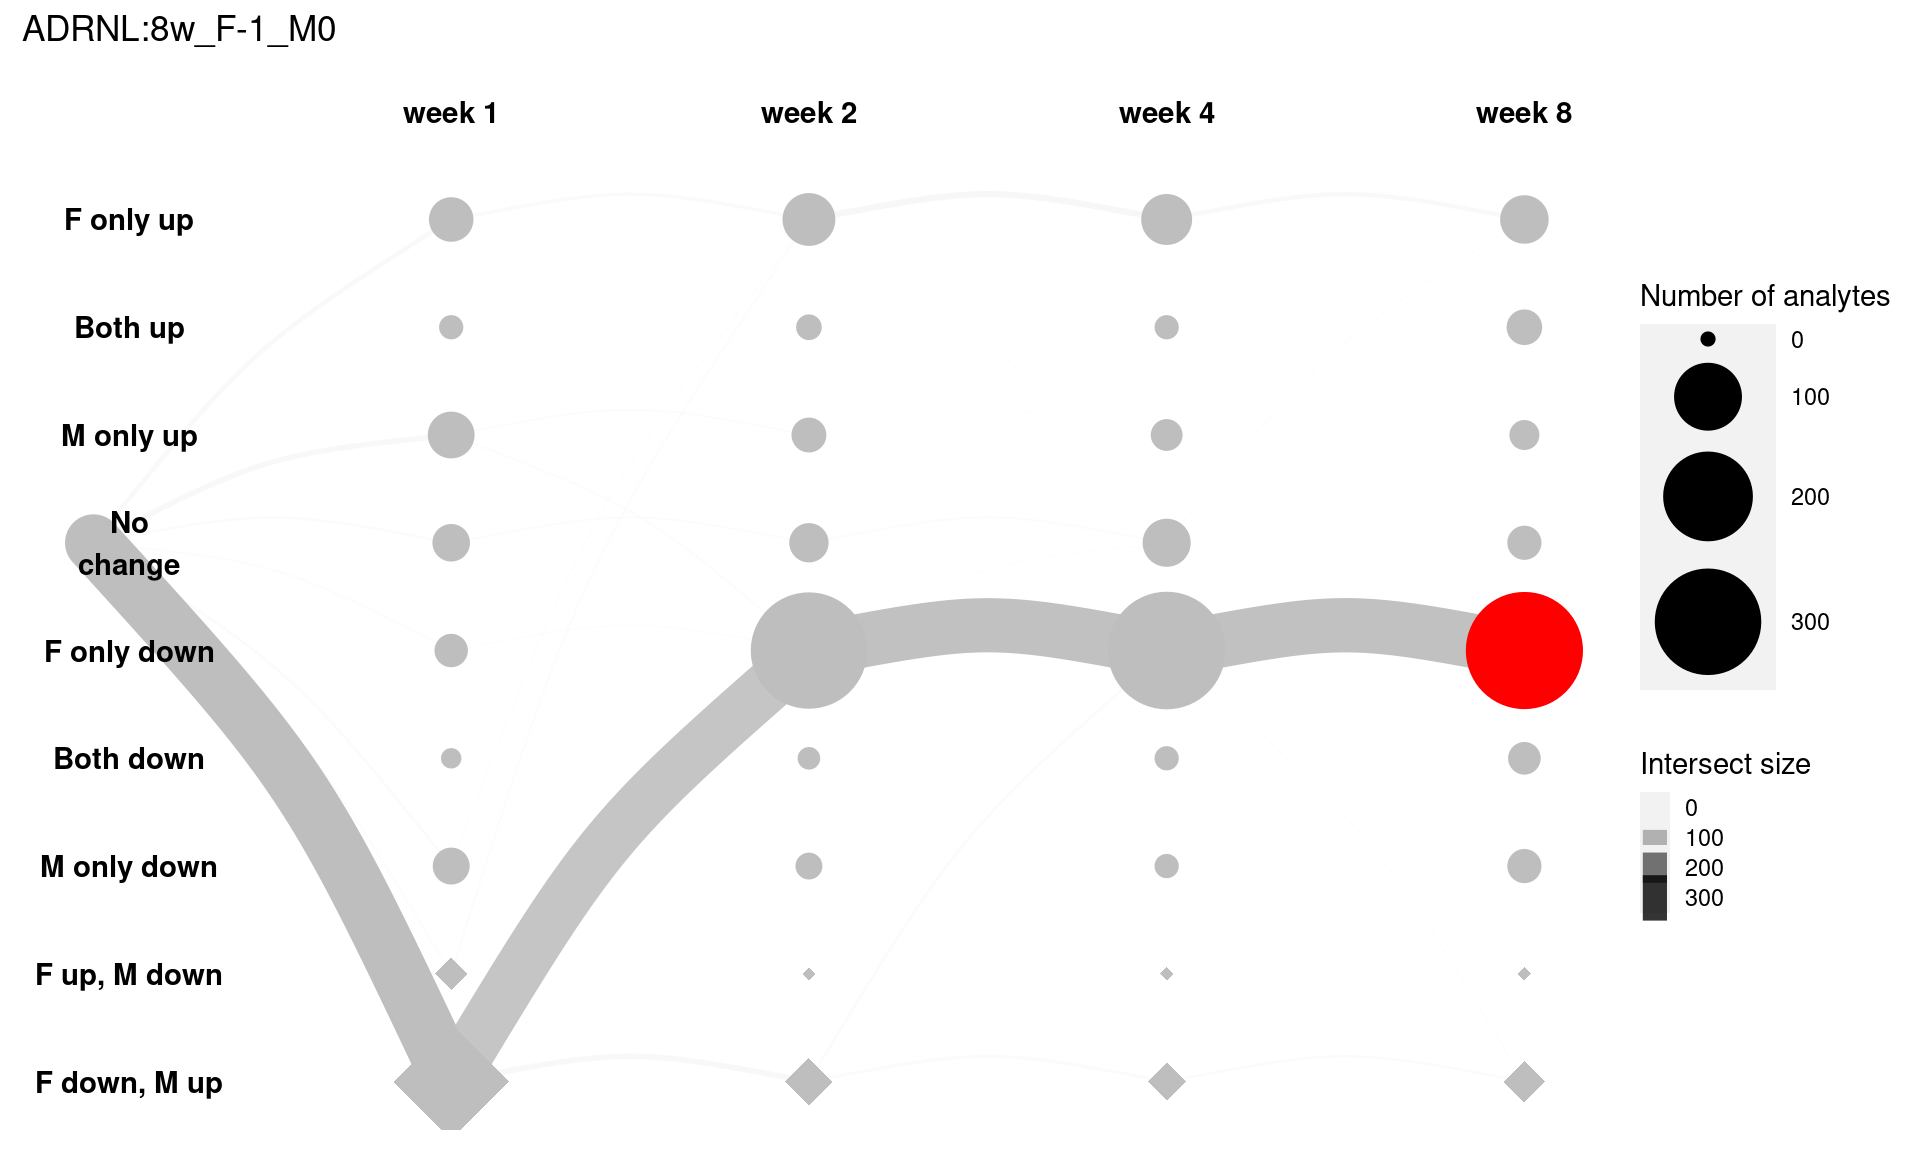 ADRNL:8w_F-1_M0
week 1
week 2
week 4
week 8
F only up
Both up
M only up
No
change
F only down
Both down
M only down
F up, M down
F down, M up
Number of analytes
0
100
200
300
Intersect size
0
100
200
300